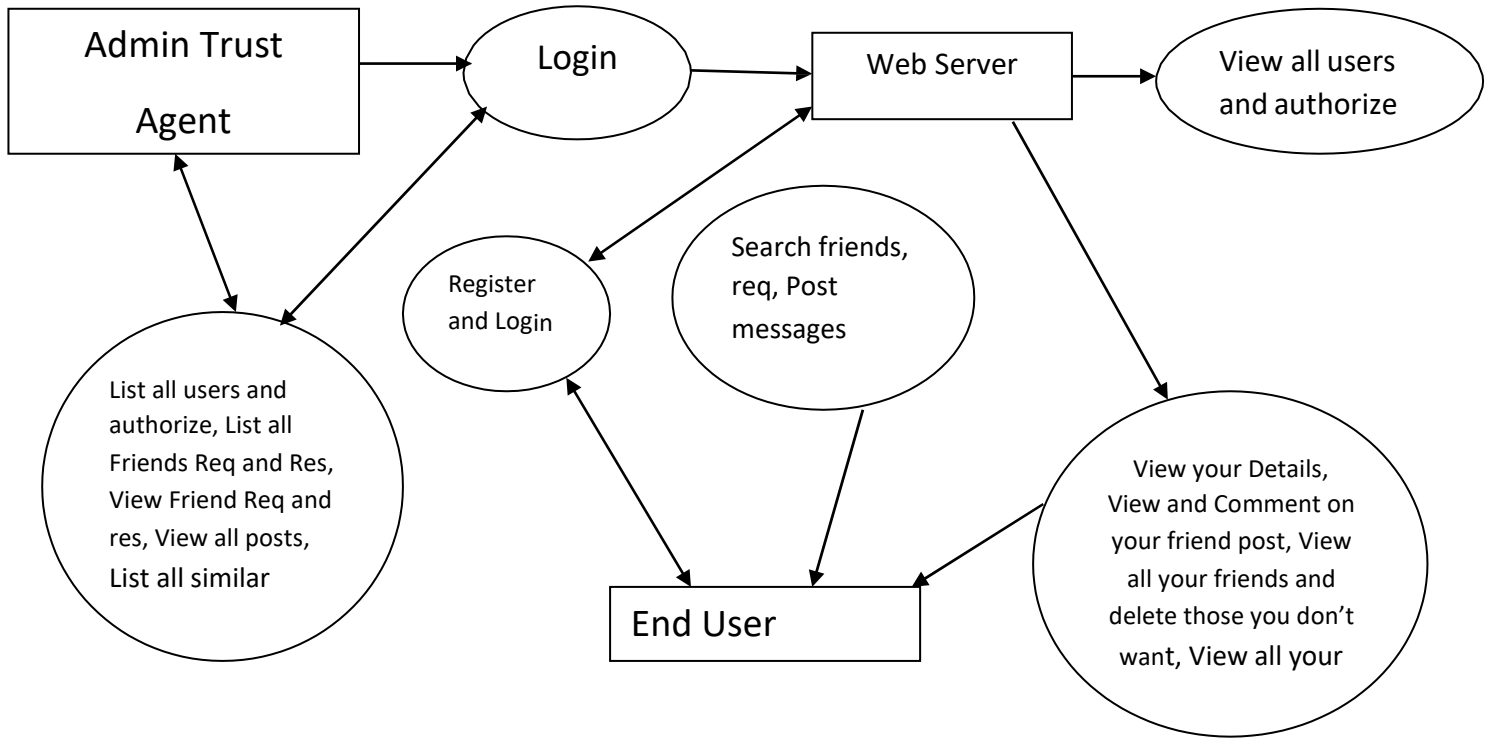 Admin Trust
Agent
Login
Web Server
View all users
and authorize
Register
and Login
Search friends,
req, Post
messages
List all users and
authorize, List all
Friends Req and Res,
View Friend Req and
res, View all posts,
List all similar
View your Details,
View and Comment on
your friend post, View
all your friends and
delete those you don’t
want, View all your
End User